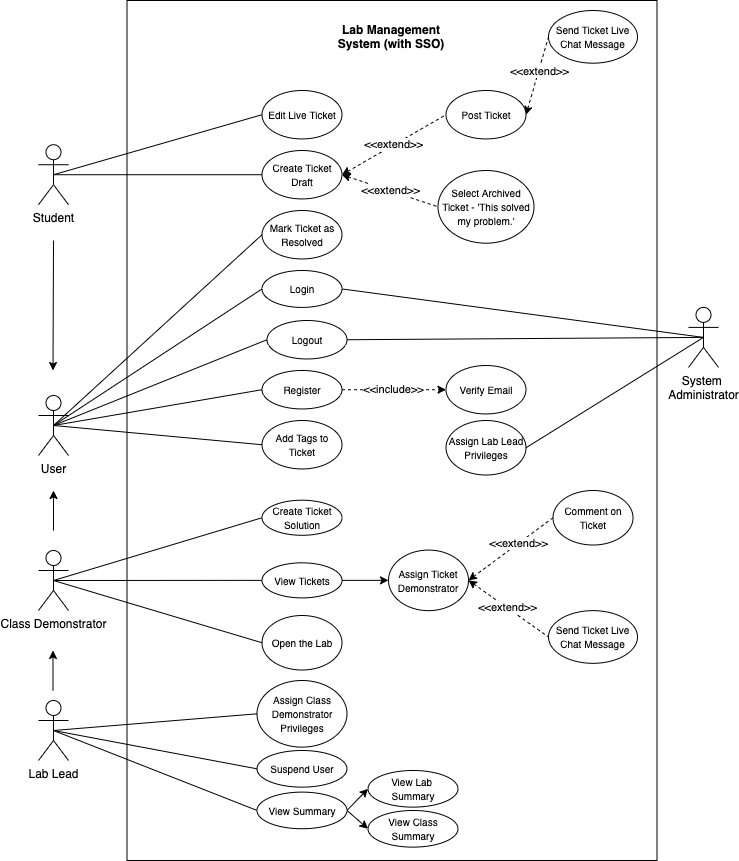 Lab Management
System (with SSO)
Send Ticket Live
Chat Message
<<extend>>
Edit Live Ticket
Post Ticket
<<extend>>
Create Ticket
Draft
<<extend>>
Select Archived
Ticket - 'This solved
my problem.'
Student
Mark Ticket as
Resolved
Login
Logout
System
Administrator
Register
<<include>>
Verify Email
User
Add Tags to
Ticket
Assign Lab Lead
Privileges
Create Ticket
Solution
Comment on
Ticket
<<extend>>
View Tickets
Assign Ticket
Demonstrator
<<extend>>
Send Ticket Live
Chat Message
Class Demonstrator
Open the Lab
Assign Class
Demonstrator
Privileges
Lab Lead
Suspend User
View Summary
View Lab
Summary
View Class
Summary